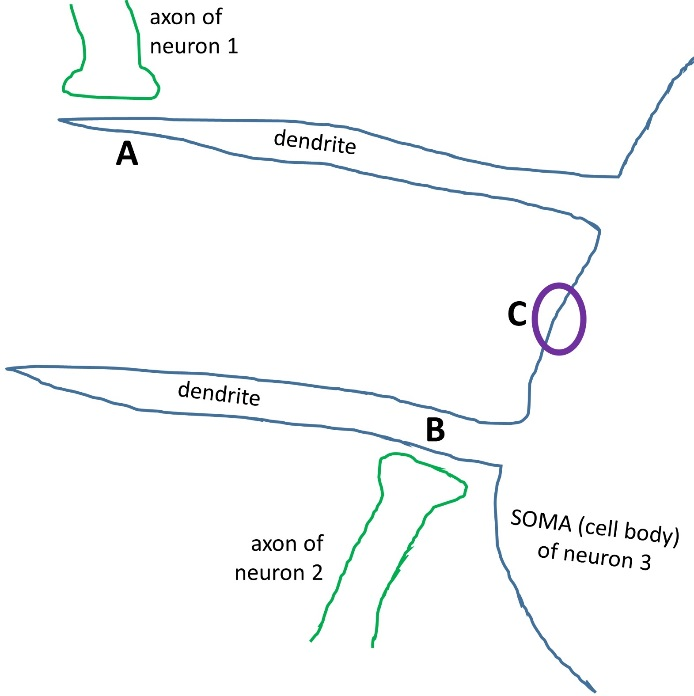 axon of
neuron 1
dendrite
A
C
dendrite
B
axon of
neuron 2
SOMA (cell body)
of neuron 3